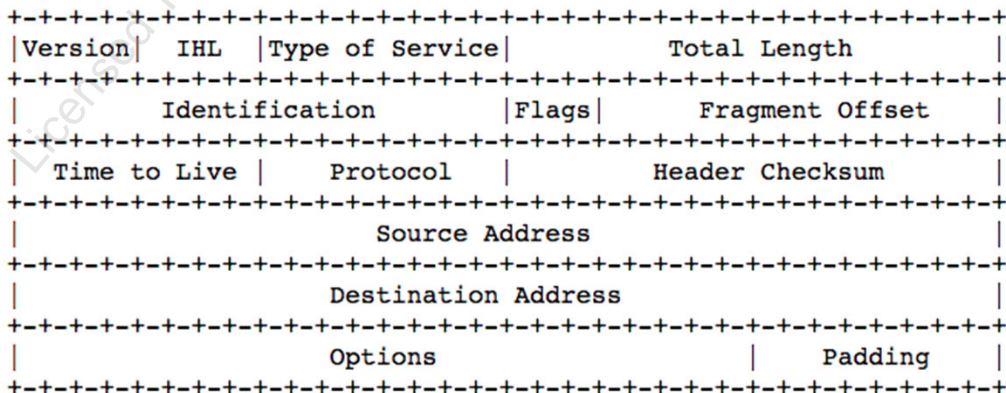 +-+-+-+-+-+-+-+-+-+-+-+-+-+-+-+-+-+-+-+-+-+-+-+-+-+-+-+-+-+-+-+-+
|Version| IHL |Type of Service| Total Length |
+-+-+-+-+-+-+-+-+-+-+-+-+-+-+-+-+-+-+-+-+-+-+-+-+-+-+-+-+-+-+-+-+
| Identification |Flags| Fragment Offset |
+-+-+-+-+-+-+-+-+-+-+-+-+-+-+-+-+-+-+-+-+-+-+-+-+-+-+-+-+-+-+-+-+
| Time to Live | Protocol | Header Checksum |
+-+-+-+-+-+-+-+-+-+-+-+-+-+-+-+-+-+-+-+-+-+-+-+-+-+-+-+-+-+-+-+-+
| Source Address |
+-+-+-+-+-+-+-+-+-+-+-+-+-+-+-+-+-+-+-+-+-+-+-+-+-+-+-+-+-+-+-+-+
| Destination Address |
+-+-+-+-+-+-+-+-+-+-+-+-+-+-+-+-+-+-+-+-+-+-+-+-+-+-+-+-+-+-+-+-+
| Options | Padding |
+-+-+-+-+-+-+-+-+-+-+-+-+-+-+-+-+-+-+-+-+-+-+-+-+-+-+-+-+-+-+-+-+
Licensed